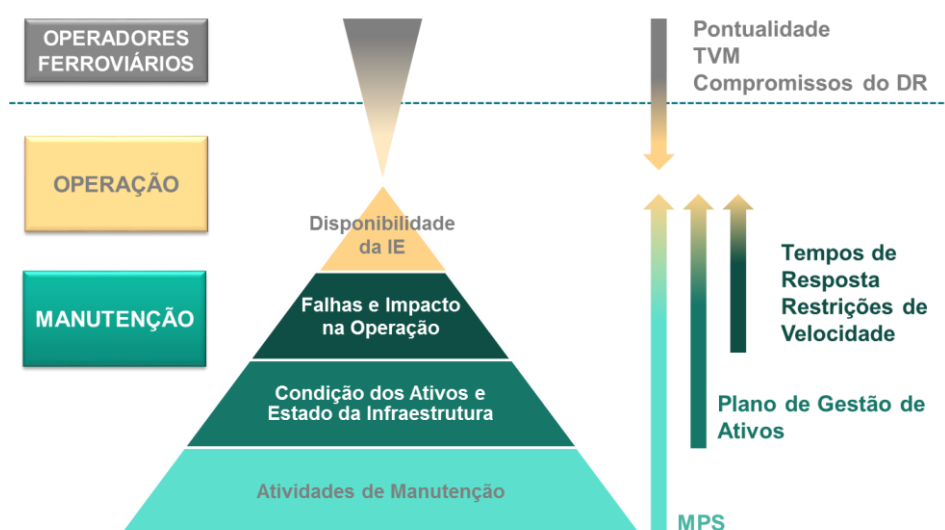 OPERADORES
FERROVIÁRIOS
Pontualidade
TVM
Compromissos do DR
OPERAÇÃO
Disponibilidade
da IE
MANUTENÇÃO
Falhas e Impacto
na Operação
Tempos de
Resposta
Restrições de
Velocidade
Condição dos Ativos e
Estado da Infraestrutura
Plano de Gestão de
Ativos
Atividades de Manutenção
MPS